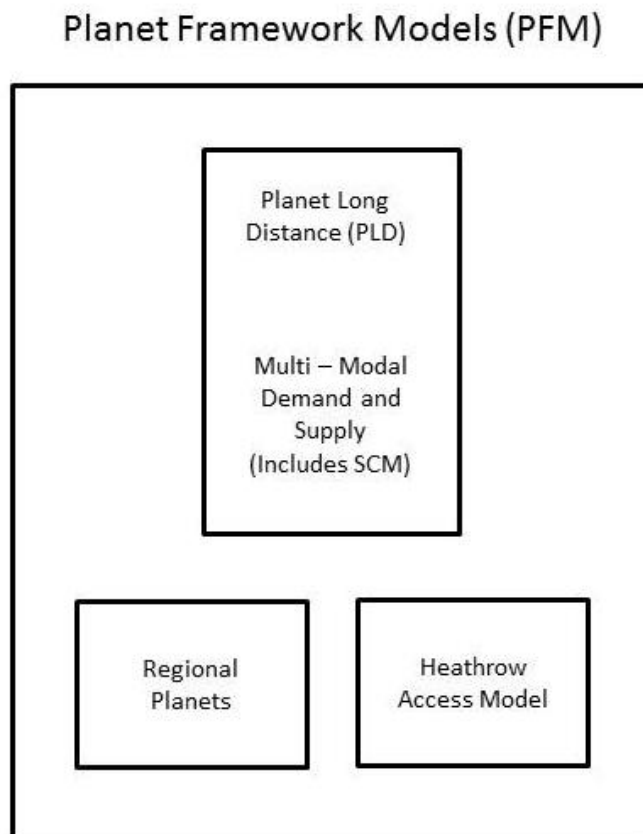 Planet Framework Models (PFM)
Planet Long
Distance (PLD)
Multi – Modal
Demand and
Supply
(Includes SCM)
Regional
Planets
Heathrow
Access Model